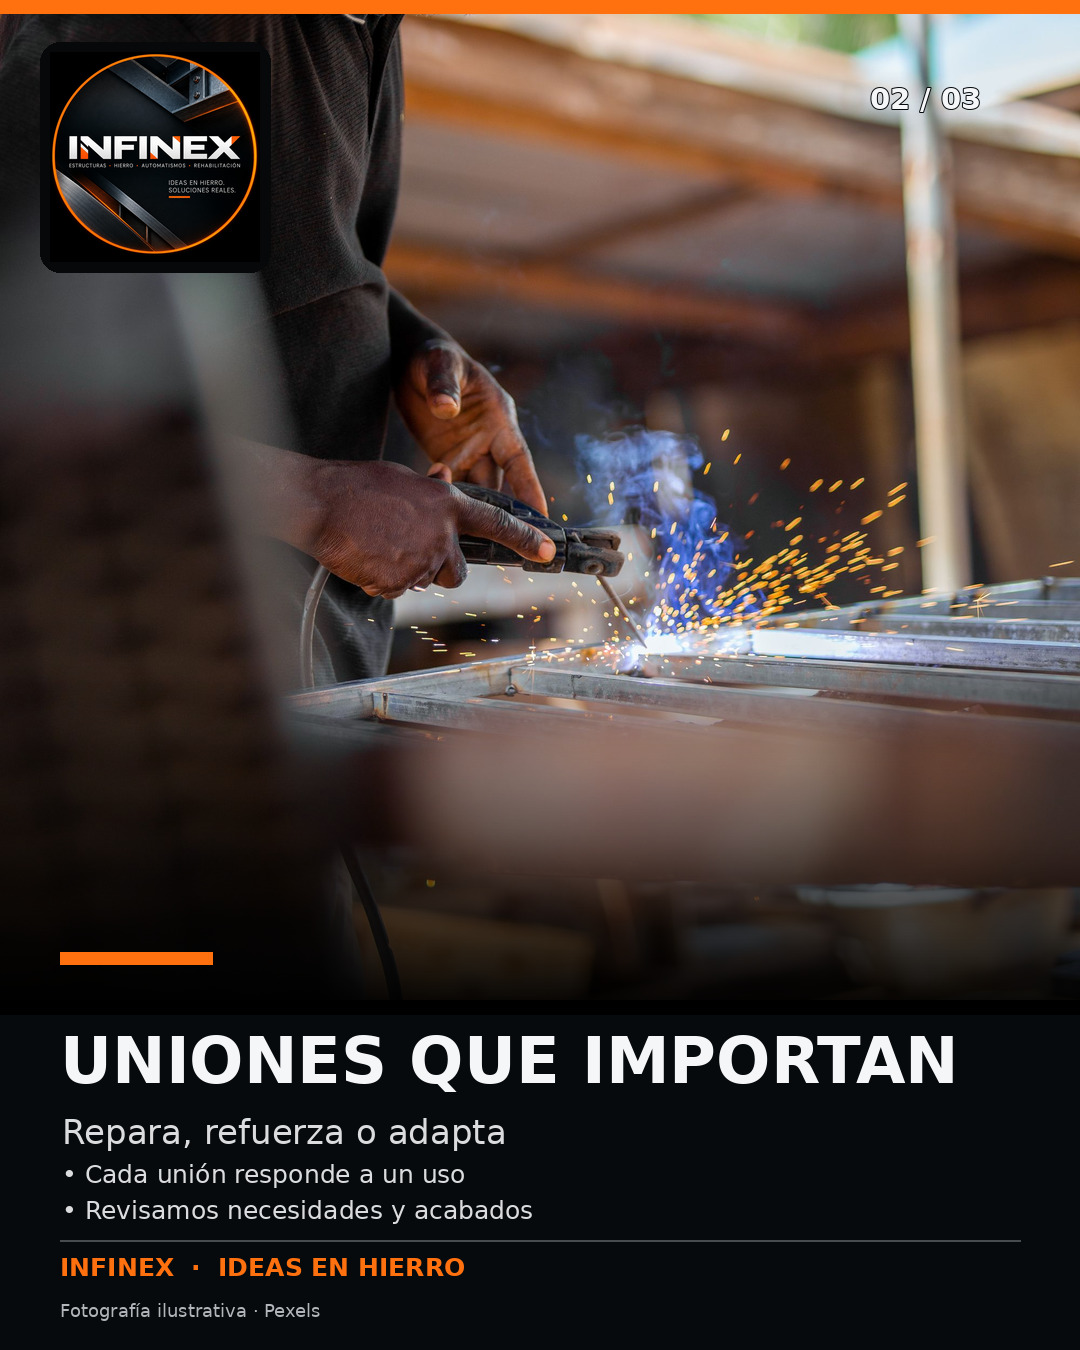 INFINEX
ESTRUCTURAS · HIERRO · AUTOMATISMOS · REHABILITACIÓN
IDEAS EN HIERRO.
SOLUCIONES REALES.
02 / 03
UNIONES QUE IMPORTAN
Repara, refuerza o adapta
• Cada unión responde a un uso
• Revisamos necesidades y acabados
INFINEX · IDEAS EN HIERRO
Fotografía ilustrativa · Pexels